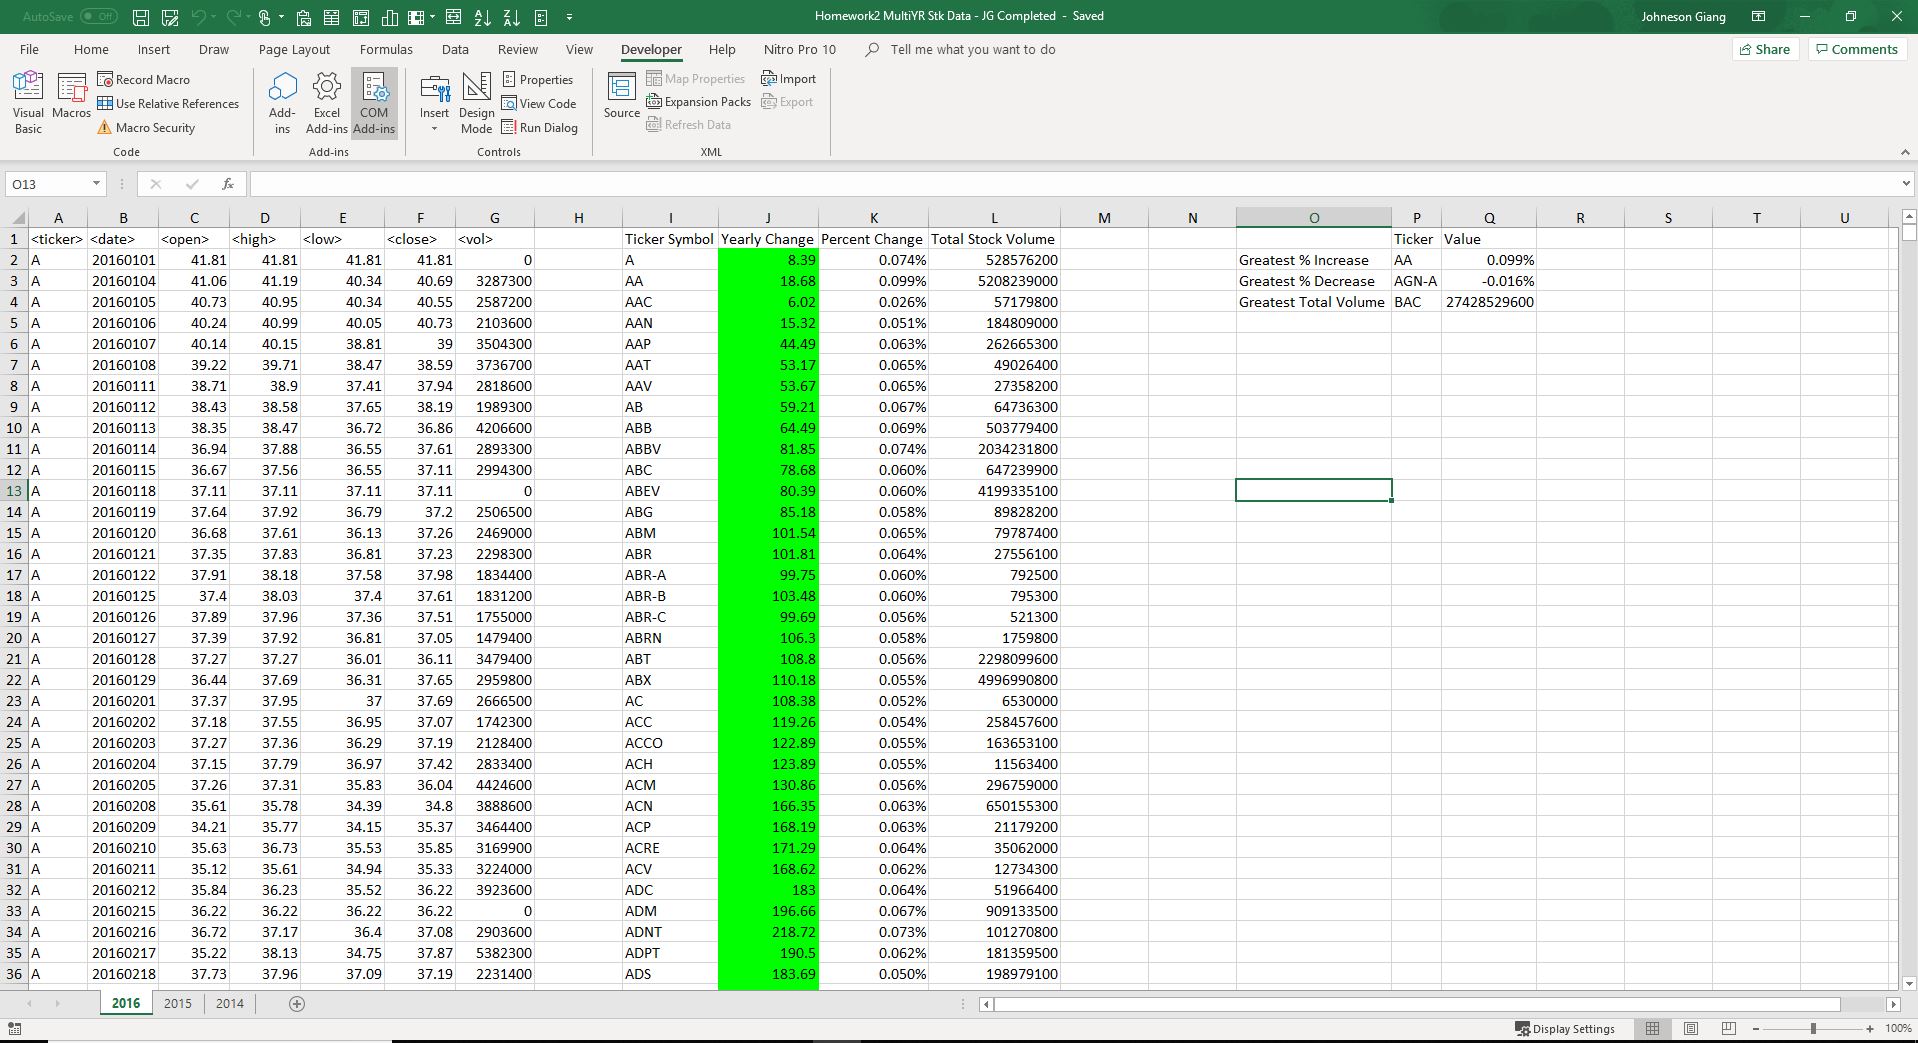 AutoSave Off
Homework2 MultiYR Stk Data - JG Completed - Saved
Johneson Giang
File Home Insert Draw Page Layout Formulas Data Review View Developer Help Nitro Pro 10 Tell me what you want to do Share Comments
Visual Basic
Macros
Record Macro
Use Relative References
Macro Security
Code
Add-ins
Excel Add-ins
COM Add-ins
Add-ins
Insert
Design Mode
Properties
View Code
Run Dialog
Controls
Source
Map Properties
Expansion Packs
Refresh Data
Import
Export
XML
O13
fx
A B C D E F G H I J K L M N O P Q R S T U
1 <ticker> <date> <open> <high> <low> <close> <vol> Ticker Symbol Yearly Change Percent Change Total Stock Volume Ticker Value
2 A 20160101 41.81 41.81 41.81 41.81 0 A 8.39 0.074% 528576200 Greatest % Increase AA 0.099%
3 A 20160104 41.06 41.19 40.34 40.69 3287300 AA 18.68 0.099% 5208239000 Greatest % Decrease AGN-A -0.016%
4 A 20160105 40.73 40.95 40.34 40.55 2587200 AAC 6.02 0.026% 57179800 Greatest Total Volume BAC 27428529600
5 A 20160106 40.24 40.99 40.05 40.73 2103600 AAN 15.32 0.051% 184809000
6 A 20160107 40.14 40.15 38.81 39 3504300 AAP 44.49 0.063% 262665300
7 A 20160108 39.22 39.71 38.47 38.59 3736700 AAT 53.17 0.065% 49026400
8 A 20160111 38.71 38.9 37.41 37.94 2818600 AAV 53.67 0.065% 27358200
9 A 20160112 38.43 38.58 37.65 38.19 1989300 AB 59.21 0.067% 64736300
10 A 20160113 38.35 38.47 36.72 36.86 4206600 ABB 64.49 0.069% 503779400
11 A 20160114 36.94 37.88 36.55 37.61 2893300 ABBV 81.85 0.074% 2034231800
12 A 20160115 36.67 37.56 36.55 37.11 2994300 ABC 78.68 0.060% 647239900
13 A 20160118 37.11 37.11 37.11 37.11 0 ABEV 80.39 0.060% 4199335100
14 A 20160119 37.64 37.92 36.79 37.2 2506500 ABG 85.18 0.058% 89828200
15 A 20160120 36.68 37.61 36.13 37.26 2469000 ABM 101.54 0.065% 79787400
16 A 20160121 37.35 37.83 36.81 37.23 2298300 ABR 101.81 0.064% 27556100
17 A 20160122 37.91 38.18 37.58 37.98 1834400 ABR-A 99.75 0.060% 792500
18 A 20160125 37.4 38.03 37.4 37.61 1831200 ABR-B 103.48 0.060% 795300
19 A 20160126 37.89 37.96 37.36 37.51 1755000 ABR-C 99.69 0.056% 521300
20 A 20160127 37.39 37.92 36.81 37.05 1479400 ABRN 106.3 0.058% 1759800
21 A 20160128 37.27 37.27 36.01 36.11 3479400 ABT 108.8 0.056% 2298099600
22 A 20160129 36.44 37.69 36.31 37.65 2959800 ABX 110.18 0.055% 4996990800
23 A 20160201 37.37 37.95 37 37.69 2666500 AC 108.38 0.052% 6530000
24 A 20160202 37.18 37.55 36.95 37.07 1742300 ACC 119.26 0.054% 258457600
25 A 20160203 37.27 37.36 36.29 37.19 2128400 ACCO 122.89 0.055% 163653100
26 A 20160204 37.15 37.79 36.97 37.42 2833400 ACH 123.89 0.055% 11563400
27 A 20160205 37.26 37.31 35.83 36.04 4424600 ACM 130.86 0.056% 296759000
28 A 20160208 35.61 35.78 34.39 34.8 3888600 ACN 166.35 0.063% 650155300
29 A 20160209 34.21 35.77 34.15 35.37 3464400 ACP 168.19 0.063% 21179200
30 A 20160210 35.63 36.73 35.53 35.85 3169900 ACRE 171.29 0.064% 35062000
31 A 20160211 35.12 35.61 34.94 35.33 3224000 ACV 168.62 0.062% 12734300
32 A 20160212 35.84 36.23 35.52 36.22 3923600 ADC 183 0.064% 51966400
33 A 20160215 36.22 36.22 36.22 36.22 0 ADM 196.66 0.067% 909133500
34 A 20160216 36.72 37.17 36.4 37.08 2903600 ADNT 218.72 0.073% 101270800
35 A 20160217 35.22 38.13 34.75 37.87 5382300 ADPT 190.5 0.062% 181359500
36 A 20160218 37.73 37.96 37.09 37.19 2231400 ADS 183.69 0.050% 198979100
2016 2015 2014
Display Settings 100%